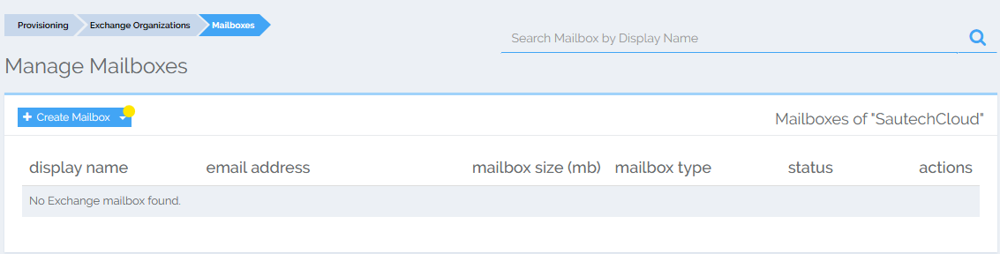 Provisioning Exchange Organizations Mailboxes
Search Mailbox by Display Name
Manage Mailboxes
Create Mailbox
Mailboxes of "SautechCloud"
display name email address mailbox size (mb) mailbox type status actions
No Exchange mailbox found.